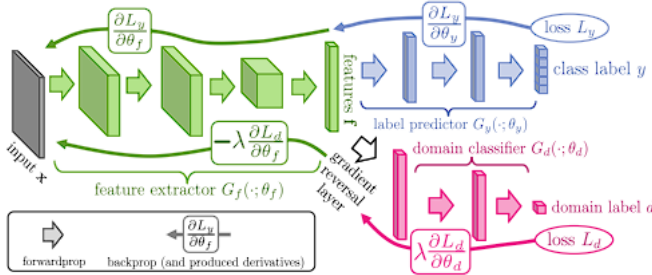 ∂L_y/∂θ_f
∂L_y/∂θ_y
loss L_y
features f
class label y
label predictor G_y(·;θ_y)
input x
−λ ∂L_d/∂θ_f
feature extractor G_f(·;θ_f)
gradient
reversal
layer
domain classifier G_d(·;θ_d)
domain label d
λ ∂L_d/∂θ_d
loss L_d
∂L_y/∂θ_f
forwardprop
backprop (and produced derivatives)